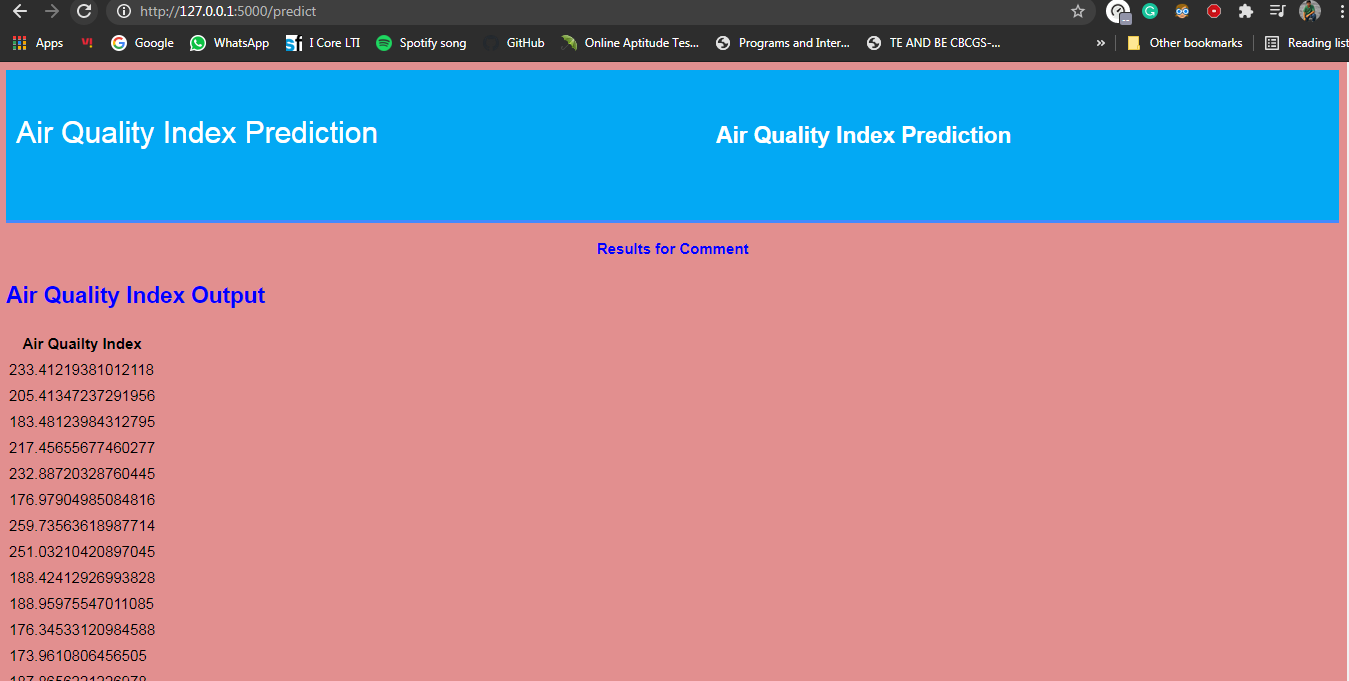 http://127.0.0.1:5000/predict
Apps Google WhatsApp I Core LTI Spotify song GitHub Online Aptitude Tes... Programs and Inter... TE AND BE CBCGS-... » Other bookmarks Reading list
Air Quality Index Prediction Air Quality Index Prediction
Results for Comment
Air Quality Index Output
Air Quailty Index
233.41219381012118
205.41347237291956
183.48123984312795
217.45655677460277
232.88720328760445
176.97904985084816
259.73563618987714
251.03210420897045
188.42412926993828
188.95975547011085
176.34533120984588
173.9610806456505